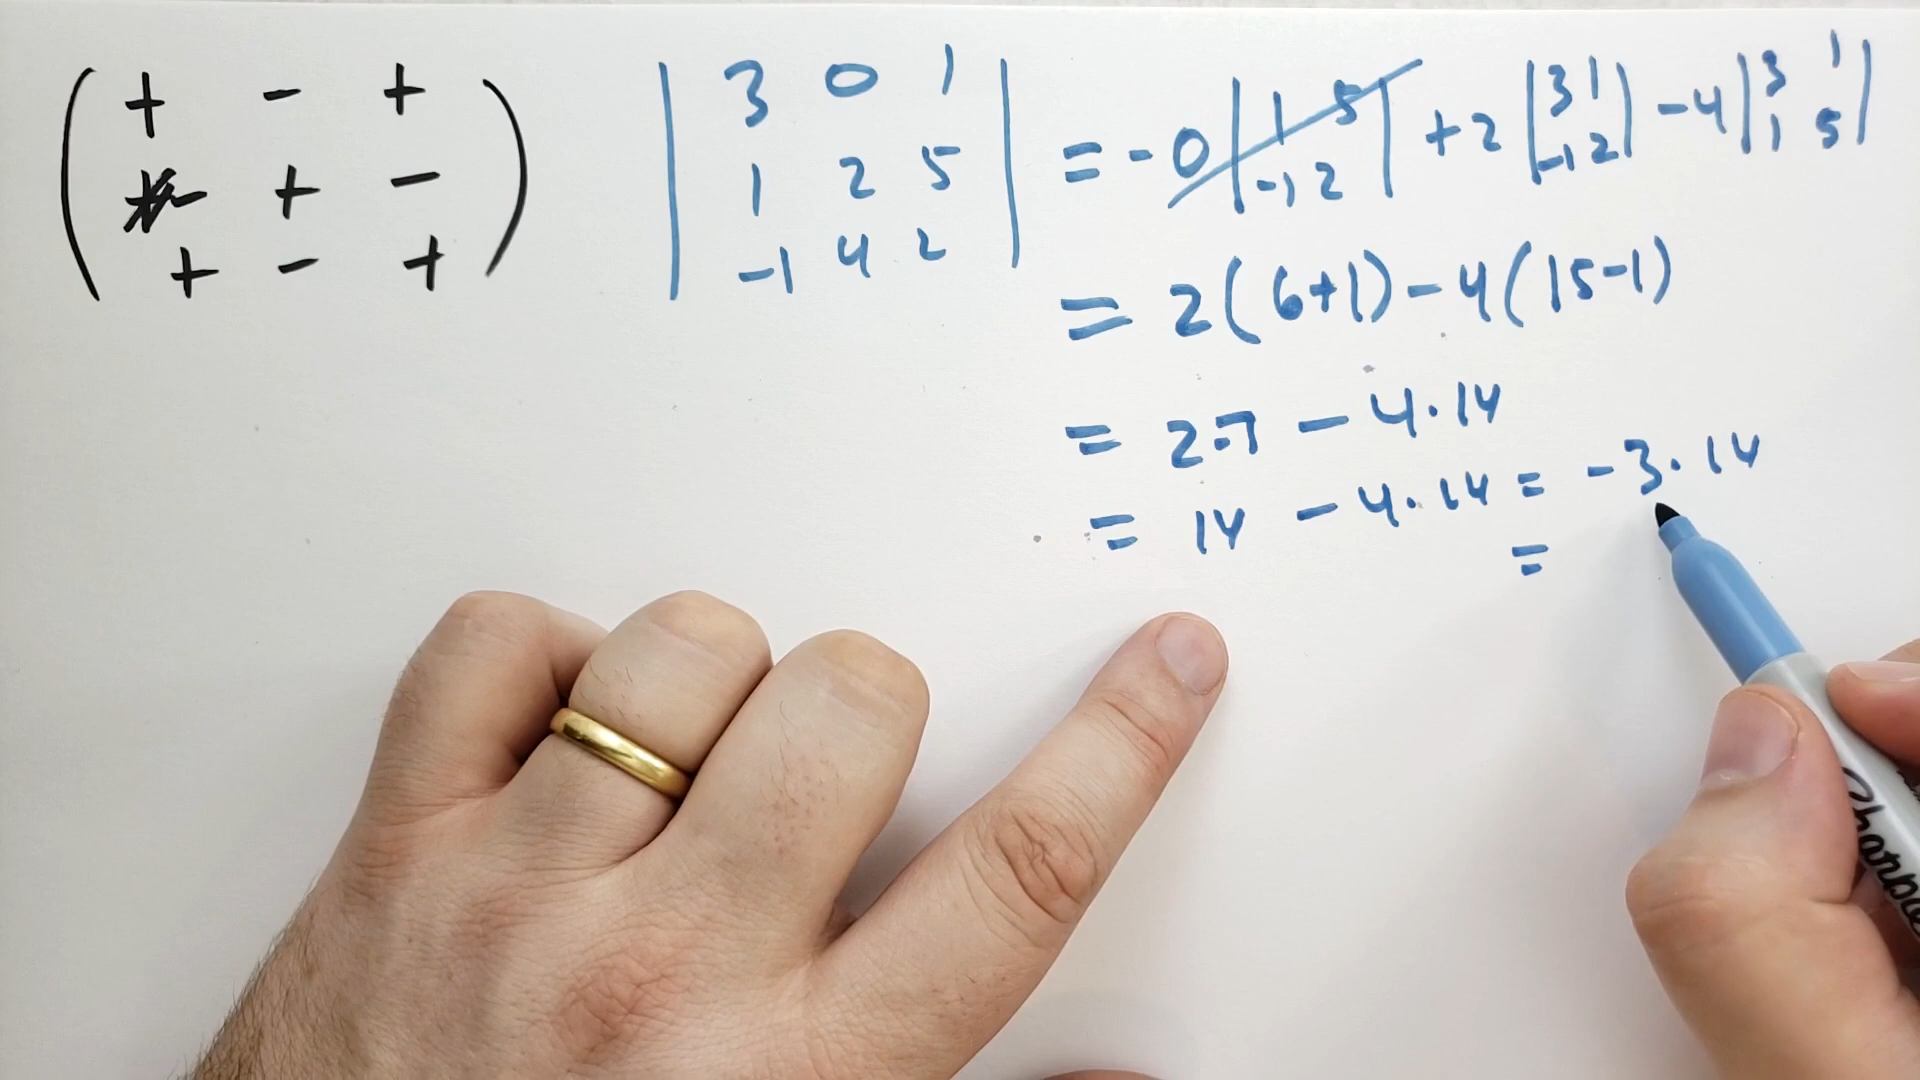 + - +
+ -
+ - +
| 3 0 1 |
| 1 2 5 |
| -1 4 2 |
= -0 | 1 5 | + 2 | 3 1 | - 4 | 3 1 |
| -1 2 | | -1 2 | | 1 5 |
= 2(6+1) - 4(15-1)
= 2·7 - 4·14
= 14 - 4·14 = -3·14
=
Sharpie